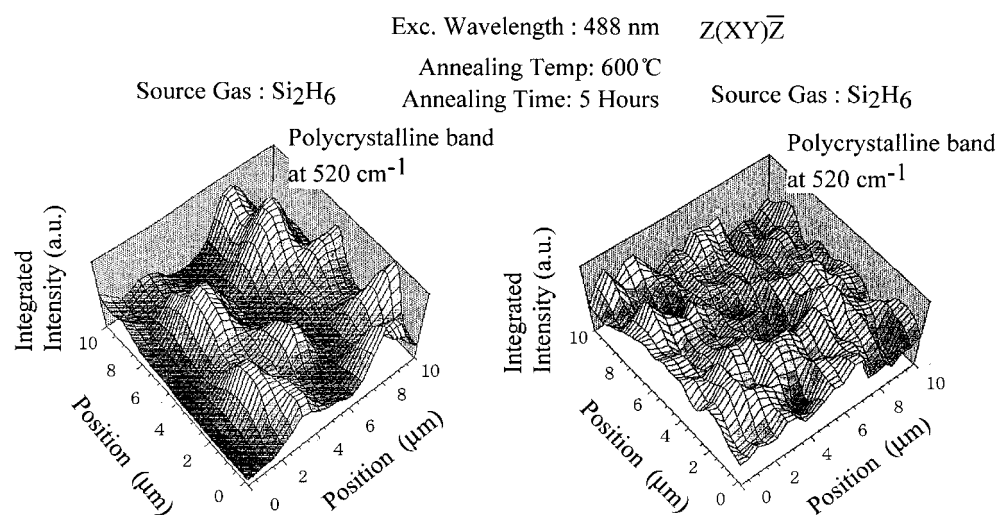 Exc. Wavelength : 488 nm Z(XY)Z̅
Annealing Temp: 600℃
Source Gas : Si2H6
Annealing Time: 5 Hours
Source Gas : Si2H6
Polycrystalline band
at 520 cm-1
Polycrystalline band
at 520 cm-1
Integrated
Intensity (a.u.)
10
8
6
4
2
0
Position (μm)
0
2
4
6
8
10
Position (μm)
Integrated
Intensity (a.u.)
10
8
6
4
2
0
Position (μm)
0
2
4
6
8
10
Position (μm)